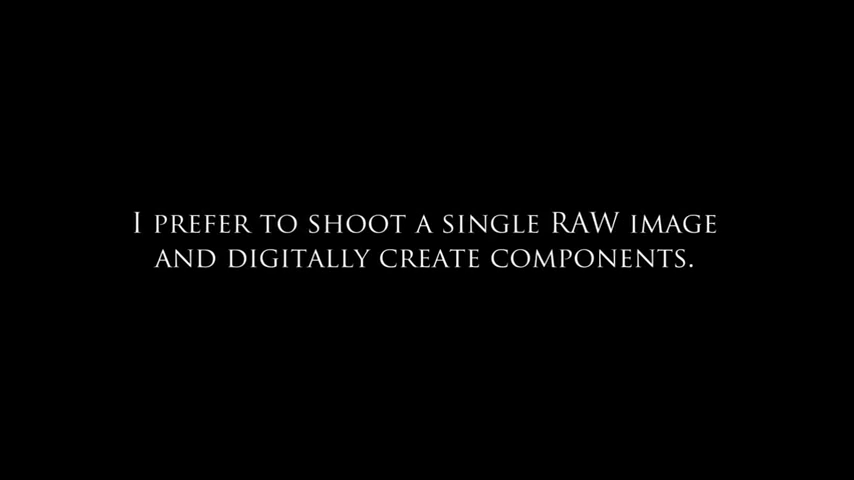 I PREFER TO SHOOT A SINGLE RAW IMAGE
AND DIGITALLY CREATE COMPONENTS.